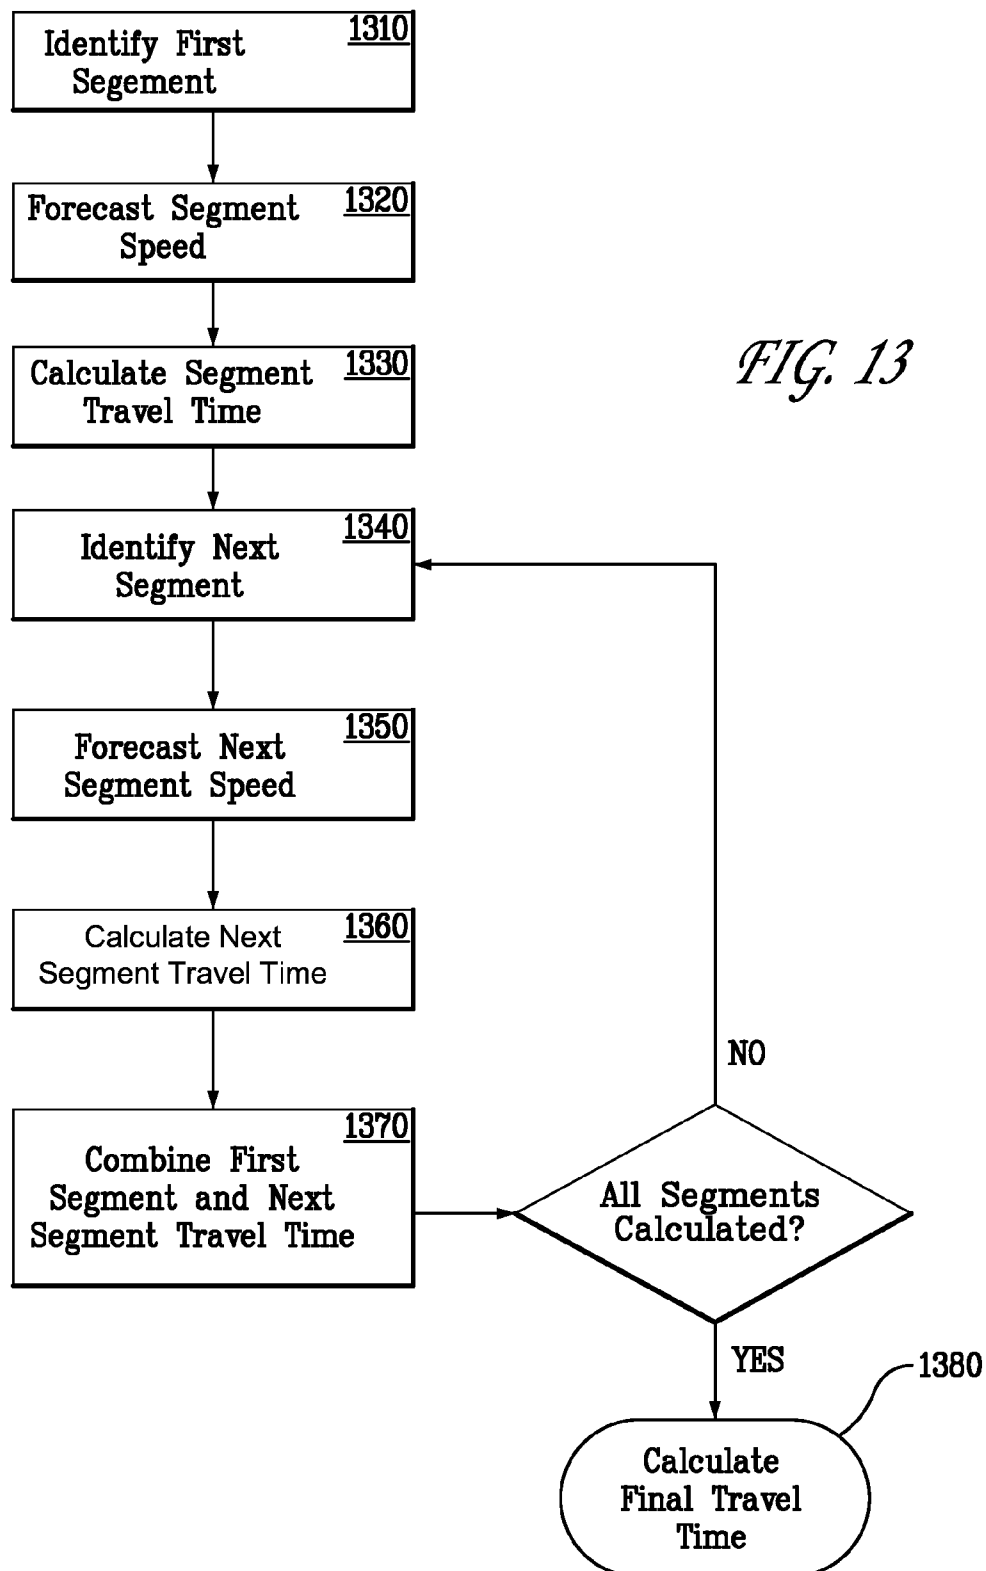 1310
Identify First
Segement
1320
Forecast Segment
Speed
1330
Calculate Segment
Travel Time
FIG. 13
1340
Identify Next
Segment
1350
Forecast Next
Segment Speed
1360
Calculate Next
Segment Travel Time
NO
1370
Combine First
Segment and Next
Segment Travel Time
All Segments
Calculated?
YES
1380
Calculate
Final Travel
Time